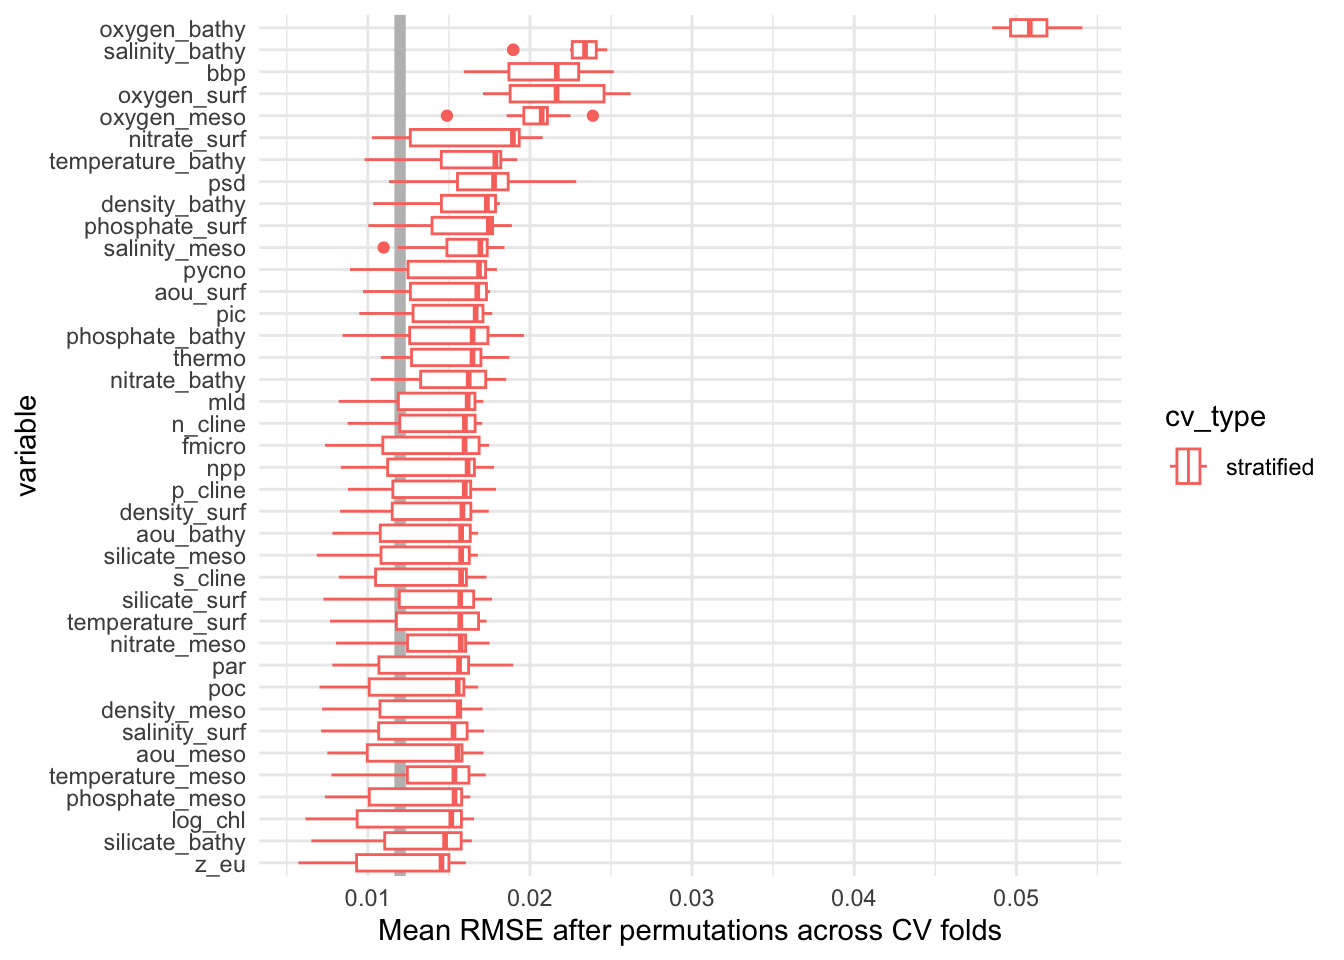 oxygen_bathy
salinity_bathy
bbp
oxygen_surf
oxygen_meso
nitrate_surf
temperature_bathy
psd
density_bathy
phosphate_surf
salinity_meso
pycno
aou_surf
pic
phosphate_bathy
thermo
nitrate_bathy
mld
n_cline
fmicro
npp
p_cline
density_surf
aou_bathy
silicate_meso
s_cline
silicate_surf
temperature_surf
nitrate_meso
par
poc
density_meso
salinity_surf
aou_meso
temperature_meso
phosphate_meso
log_chl
silicate_bathy
z_eu
variable
0.01 0.02 0.03 0.04 0.05
Mean RMSE after permutations across CV folds
cv_type
stratified